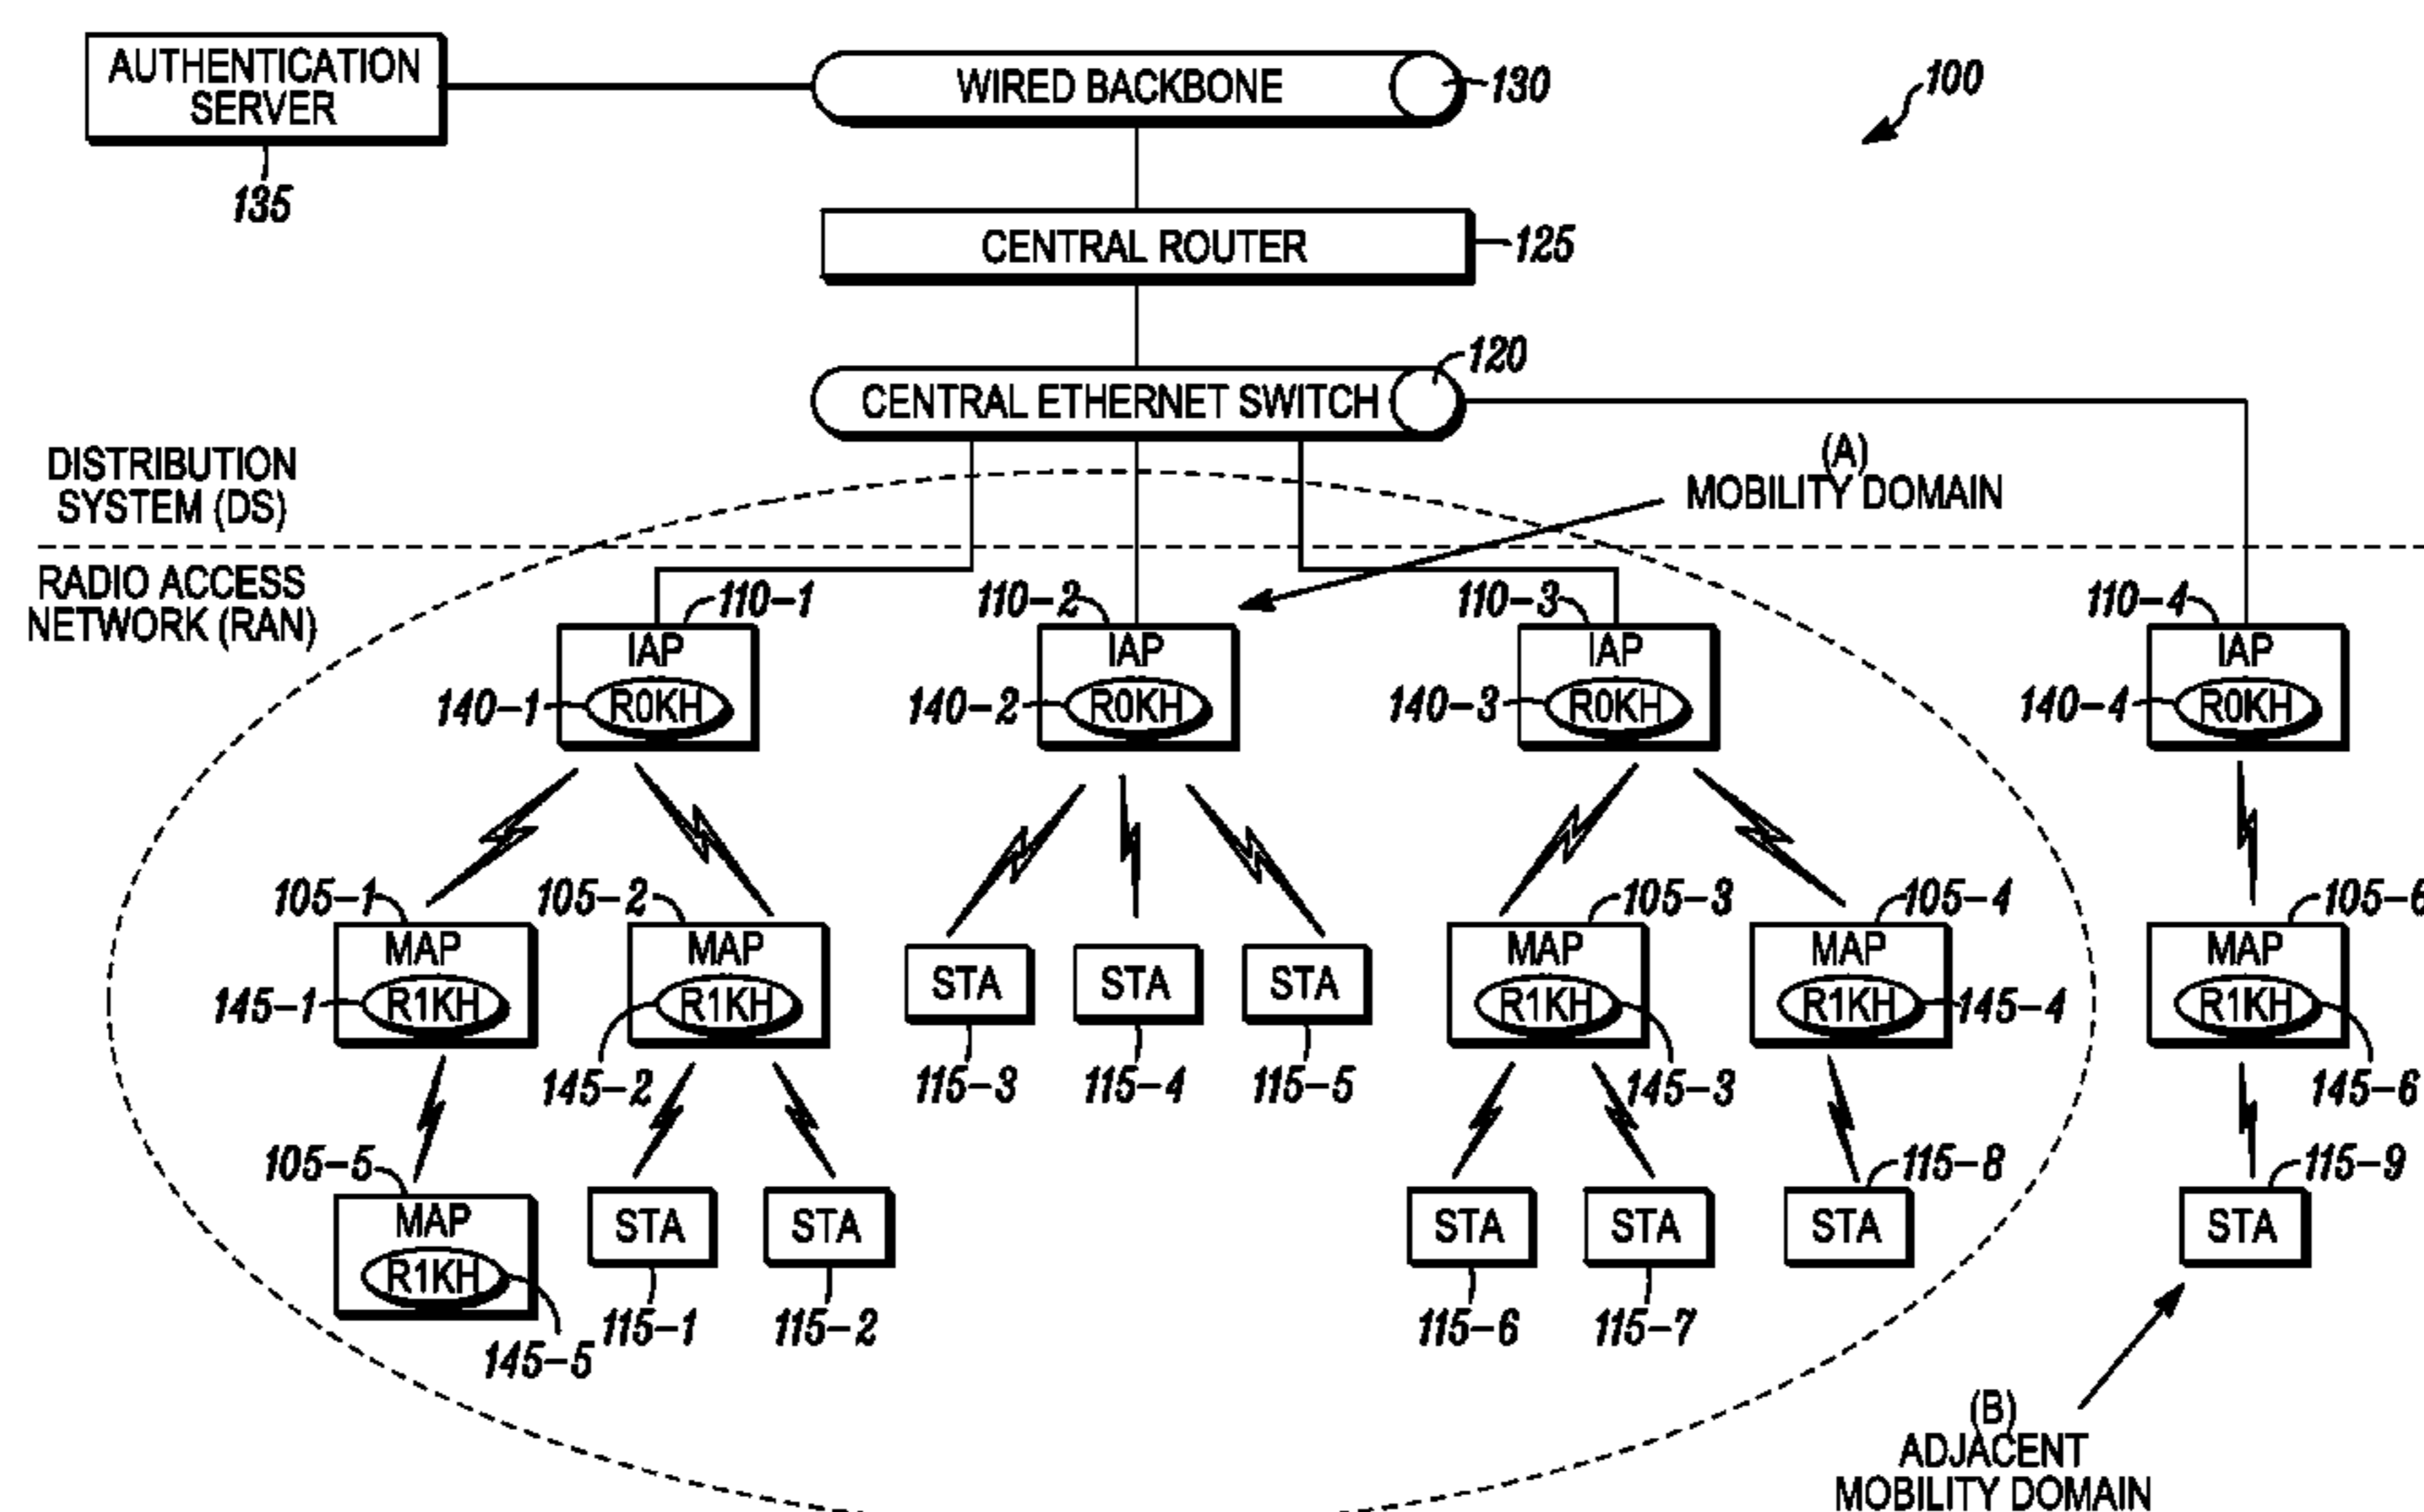 AUTHENTICATION
SERVER
135
WIRED BACKBONE
130
100
CENTRAL ROUTER
125
120
CENTRAL ETHERNET SWITCH
DISTRIBUTION
SYSTEM (DS)
(A)
MOBILITY DOMAIN
RADIO ACCESS
NETWORK (RAN)
110-1
110-2
110-3
110-4
IAP
IAP
IAP
IAP
140-1
R0KH
140-2
R0KH
140-3
R0KH
140-4
R0KH
105-1
105-2
105-3
105-4
105-6
MAP
MAP
MAP
MAP
MAP
STA
STA
STA
145-1
R1KH
R1KH
R1KH
R1KH
145-4
R1KH
145-2
115-3
115-4
115-5
145-3
145-6
105-5
115-8
115-9
MAP
STA
STA
STA
STA
STA
STA
R1KH
145-5
115-1
115-2
115-6
115-7
(B)
ADJACENT
MOBILITY DOMAIN